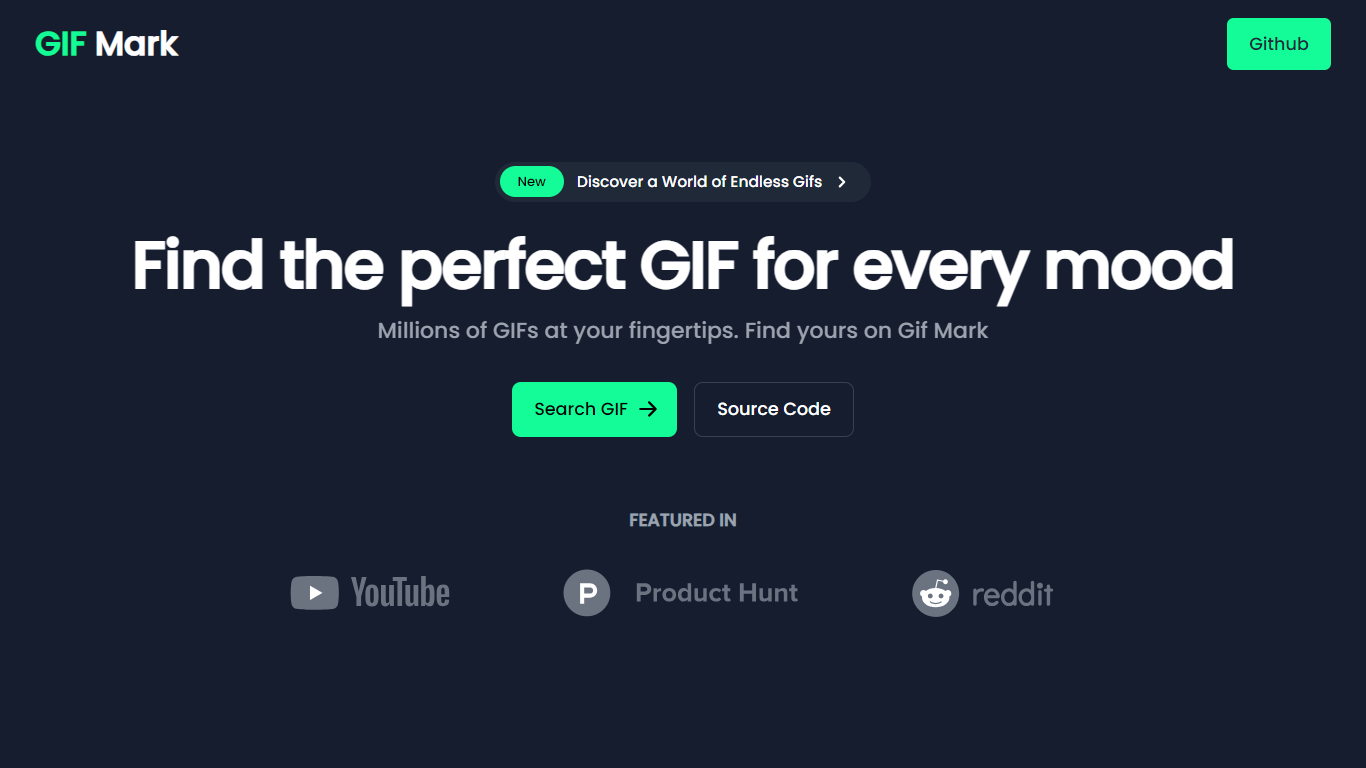 GIF Mark
Github
New Discover a World of Endless Gifs
Find the perfect GIF for every mood
Millions of GIFs at your fingertips. Find yours on Gif Mark
Search GIF
Source Code
FEATURED IN
YouTube
P Product Hunt
reddit